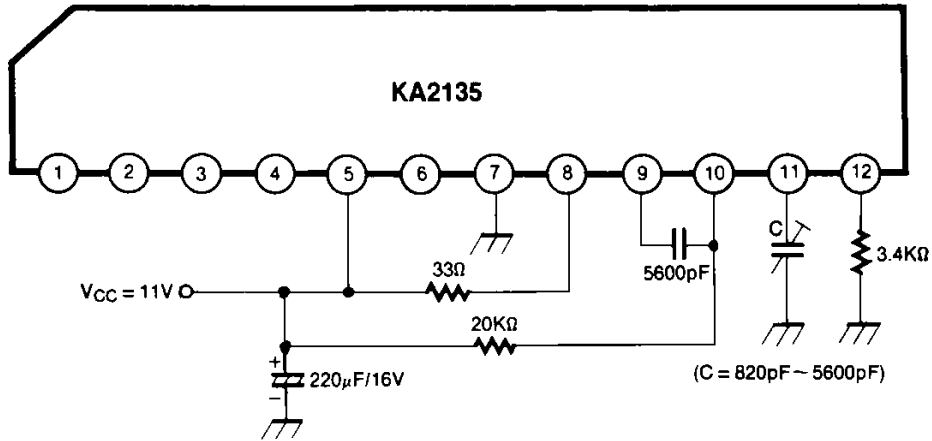 KA2135
1 2 3 4 5 6 7 8 9 10 11 12
C
5600pF
3.4KΩ
33Ω
VCC = 11V
20KΩ
+
220μF/16V
−
(C = 820pF ~ 5600pF)